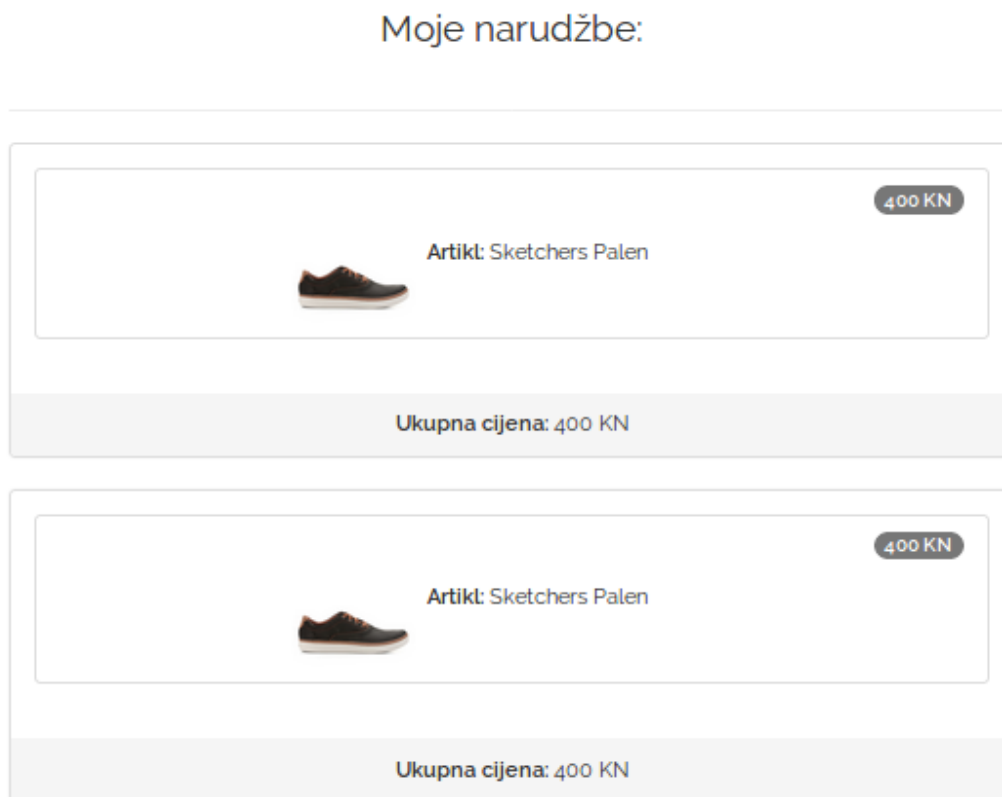 Moje narudžbe:
400 KN
Artikl: Sketchers Palen
Ukupna cijena: 400 KN
400 KN
Artikl: Sketchers Palen
Ukupna cijena: 400 KN